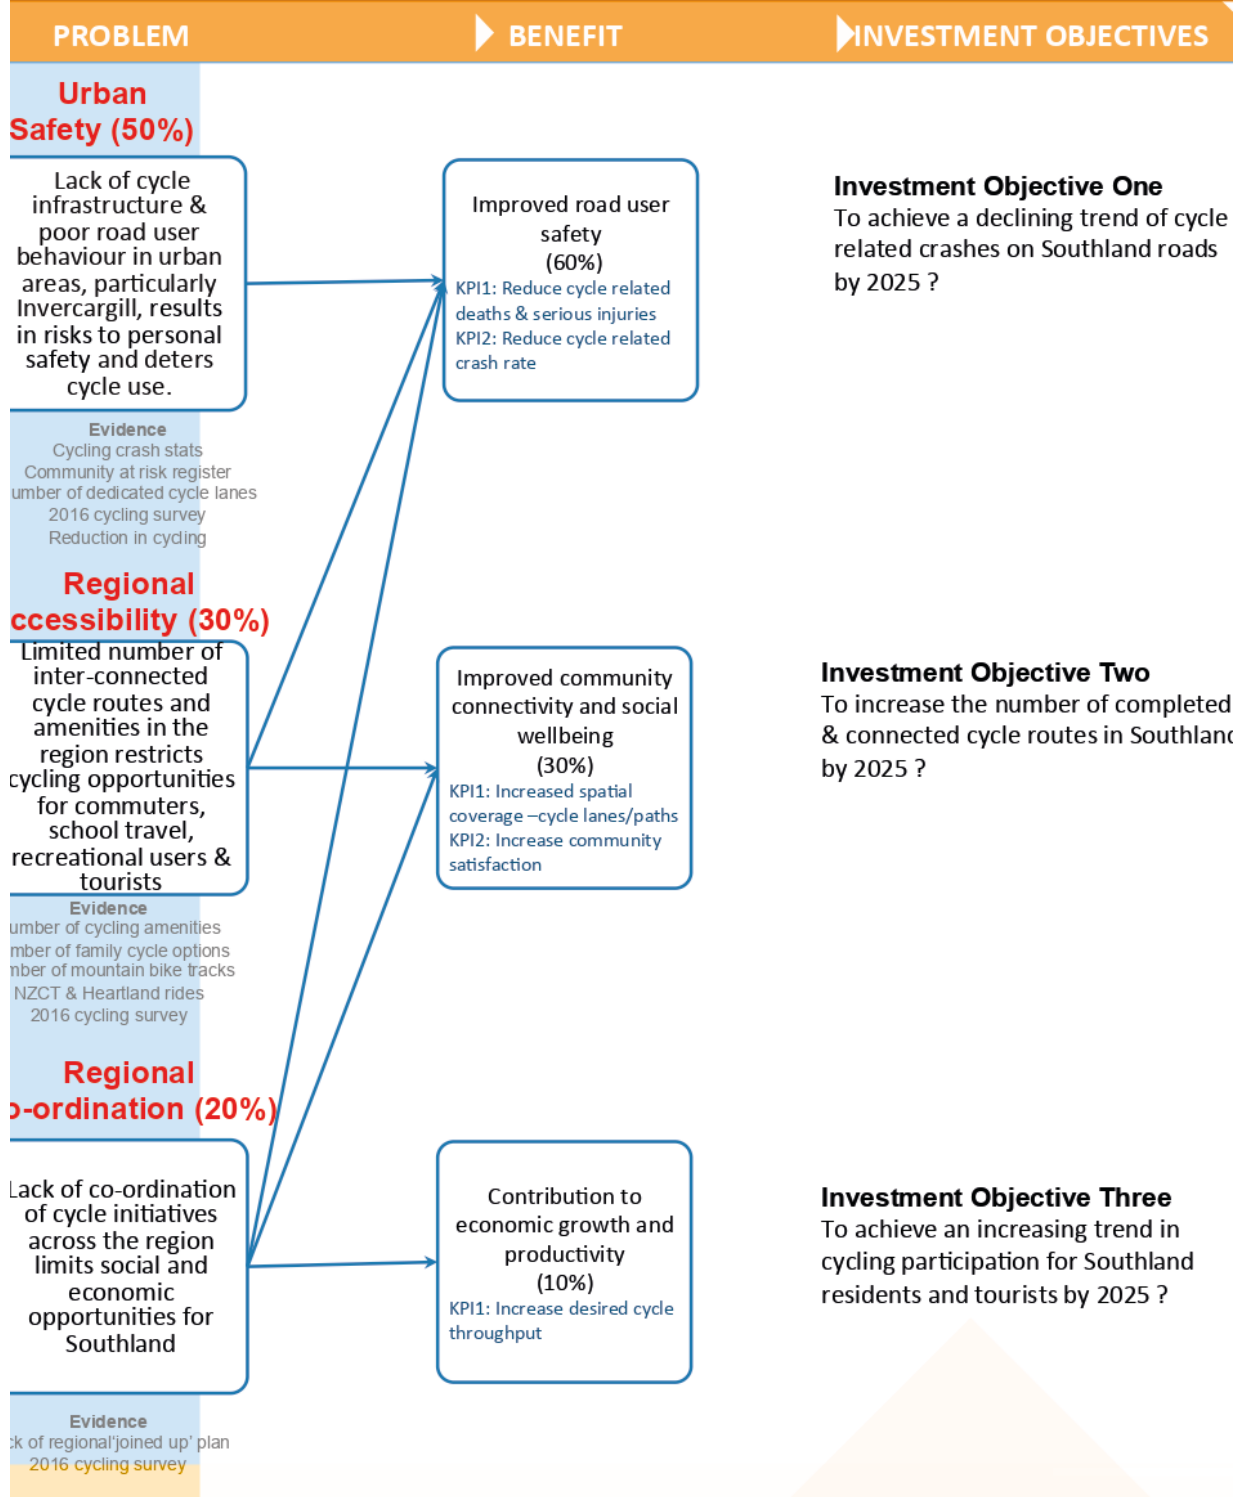 PROBLEM
BENEFIT
INVESTMENT OBJECTIVES
Urban
Safety (50%)
Lack of cycle
infrastructure &
poor road user
behaviour in urban
areas, particularly
Invercargill, results
in risks to personal
safety and deters
cycle use.
Evidence
Cycling crash stats
Community at risk register
umber of dedicated cycle lanes
2016 cycling survey
Reduction in cycling
Improved road user
safety
(60%)
KPI1: Reduce cycle related
deaths & serious injuries
KPI2: Reduce cycle related
crash rate
Investment Objective One
To achieve a declining trend of cycle
related crashes on Southland roads
by 2025 ?
Regional
ccessibility (30%)
Limited number of
inter-connected
cycle routes and
amenities in the
region restricts
cycling opportunities
for commuters,
school travel,
recreational users &
tourists
Evidence
umber of cycling amenities
mber of family cycle options
mber of mountain bike tracks
NZCT & Heartland rides
2016 cycling survey
Improved community
connectivity and social
wellbeing
(30%)
KPI1: Increased spatial
coverage –cycle lanes/paths
KPI2: Increase community
satisfaction
Investment Objective Two
To increase the number of completed
& connected cycle routes in Southland
by 2025 ?
Regional
o-ordination (20%)
Lack of co-ordination
of cycle initiatives
across the region
limits social and
economic
opportunities for
Southland
Evidence
ck of regional'joined up' plan
2016 cycling survey
Contribution to
economic growth and
productivity
(10%)
KPI1: Increase desired cycle
throughput
Investment Objective Three
To achieve an increasing trend in
cycling participation for Southland
residents and tourists by 2025 ?